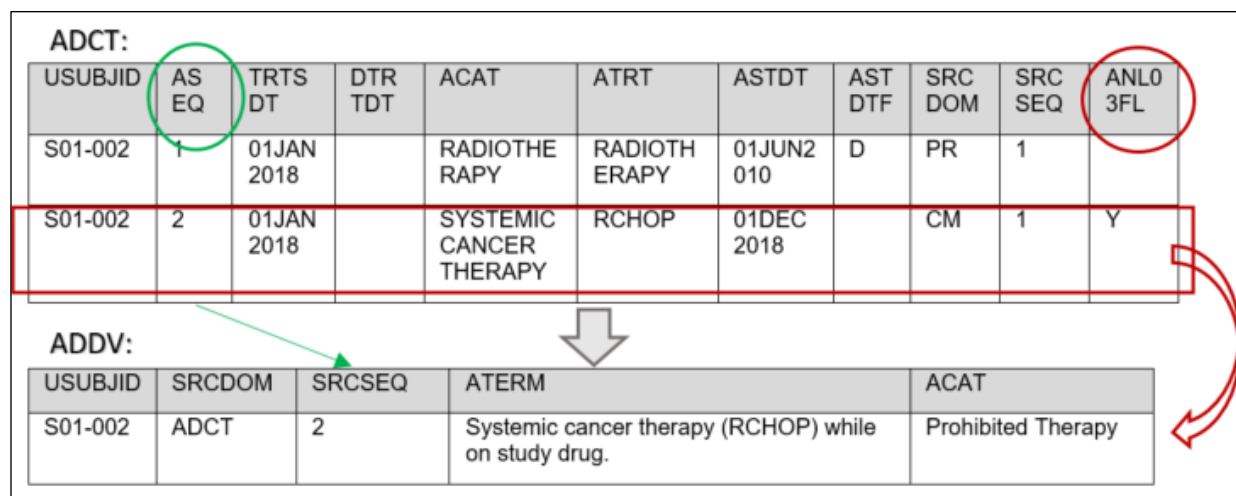 ADCT:
USUBJID AS EQ TRTS DT DTR TDT ACAT ATRT ASTDT AST DTF SRC DOM SRC SEQ ANL0 3FL
S01-002 1 01JAN 2018 RADIOTHE RAPY RADIOTH ERAPY 01JUN2 010 D PR 1
S01-002 2 01JAN 2018 SYSTEMIC CANCER THERAPY RCHOP 01DEC 2018 CM 1 Y
ADDV:
USUBJID SRCDOM SRCSEQ ATERM ACAT
S01-002 ADCT 2 Systemic cancer therapy (RCHOP) while on study drug. Prohibited Therapy